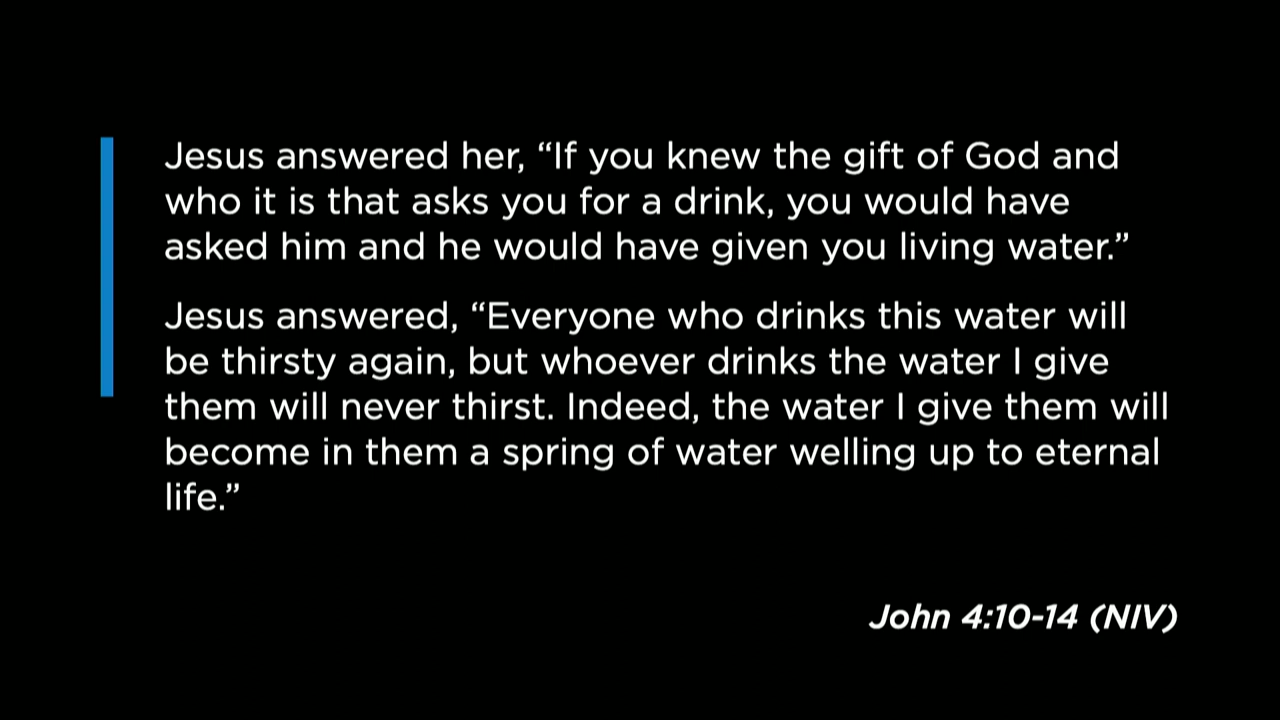 Jesus answered her, “If you knew the gift of God and
who it is that asks you for a drink, you would have
asked him and he would have given you living water.”
Jesus answered, “Everyone who drinks this water will
be thirsty again, but whoever drinks the water I give
them will never thirst. Indeed, the water I give them will
become in them a spring of water welling up to eternal
life.”
John 4:10-14 (NIV)